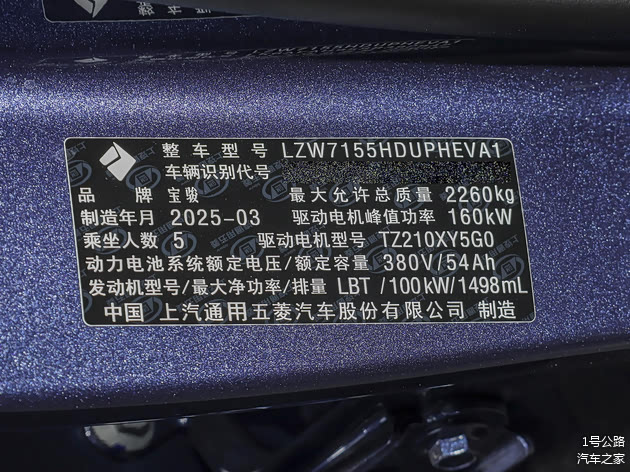 LZW7155HDUPHEVA1
整车型号 LZW7155HDUPHEVA1
车辆识别代号
品牌 宝骏 最大允许总质量 2260kg
制造年月 2025-03 驱动电机峰值功率 160kW
乘坐人数 5 驱动电机型号 TZ210XY5G0
动力电池系统额定电压/额定容量 380V/54Ah
发动机型号/最大净功率/排量 LBT/100kW/1498mL
中国 上汽通用五菱汽车股份有限公司 制造
1号公路
汽车之家